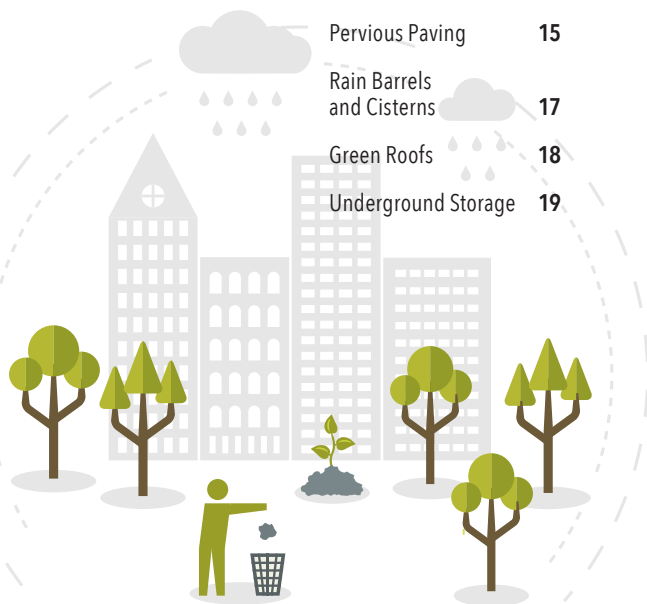 Pervious Paving 15
Rain Barrels
and Cisterns 17
Green Roofs 18
Underground Storage 19